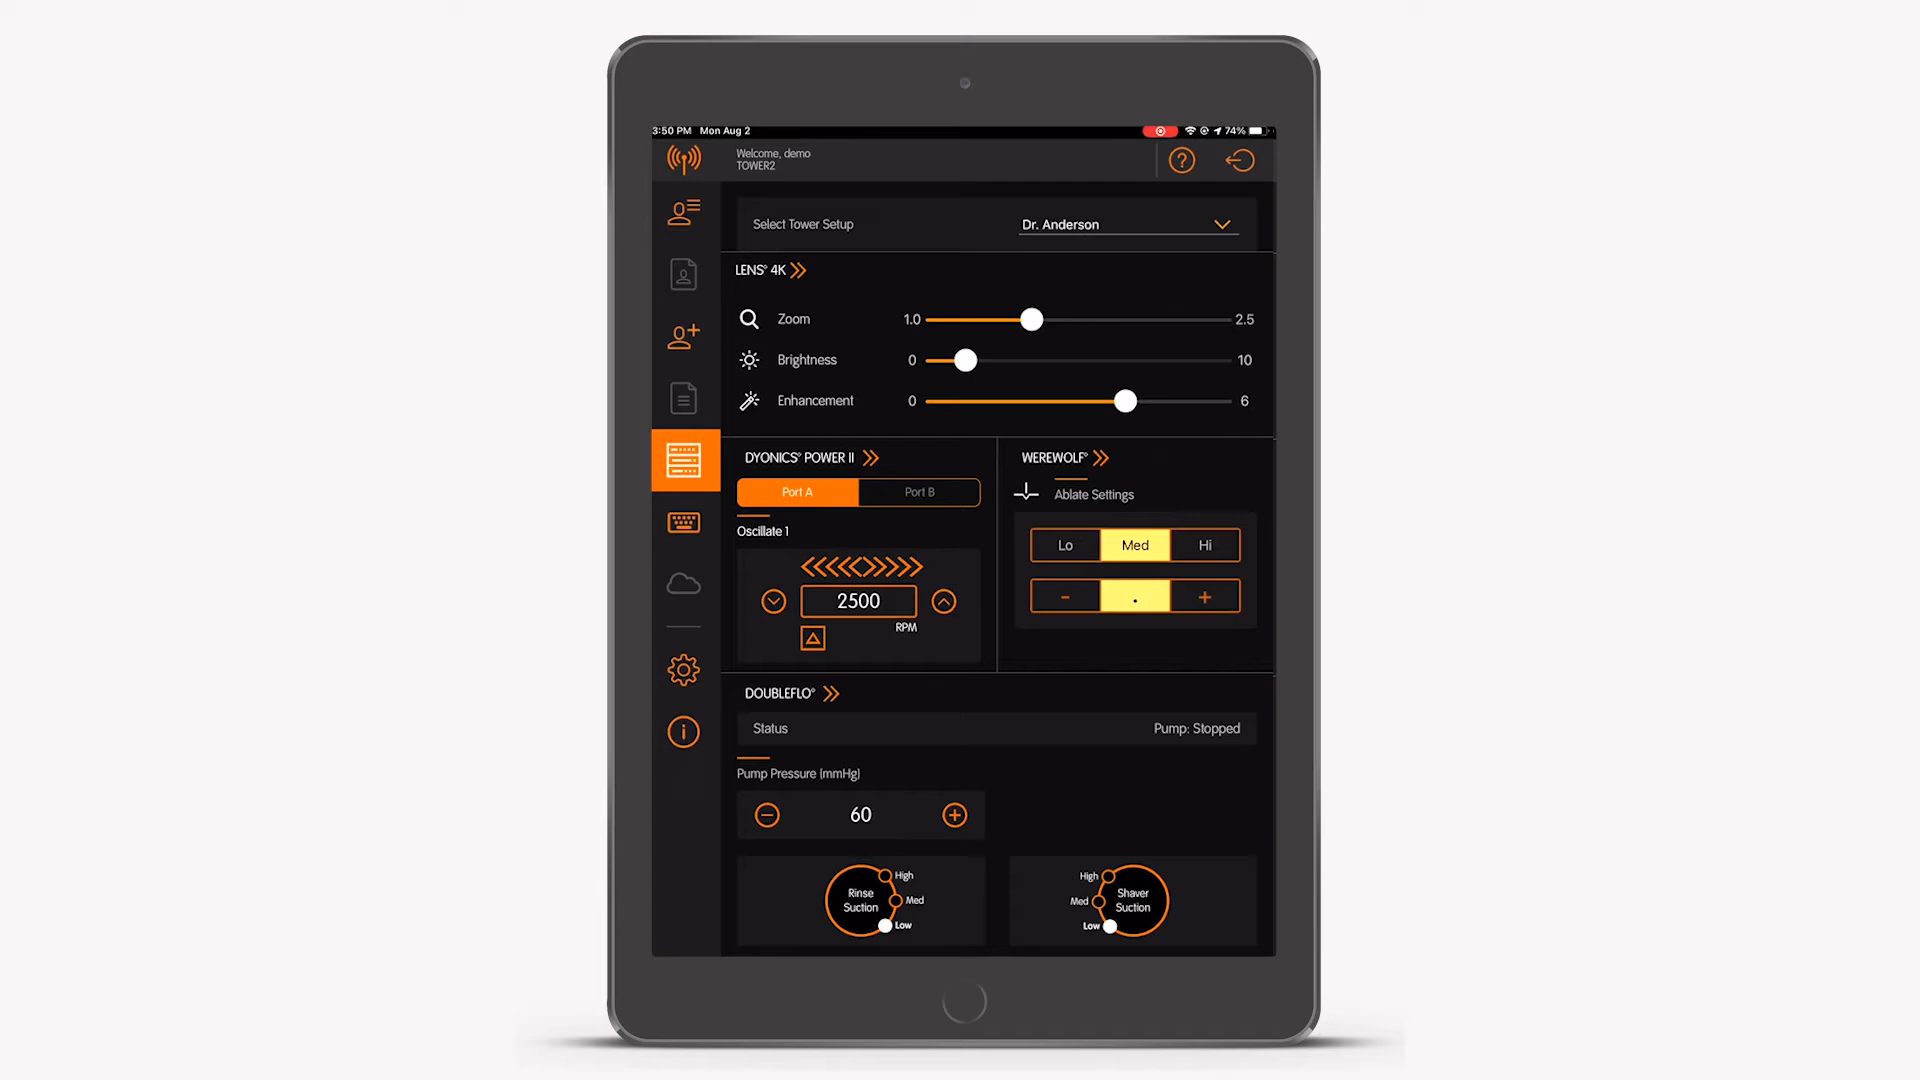 3:50 PM Mon Aug 2
74%
Welcome, demo
TOWER2
Select Tower Setup
Dr. Anderson
LENS° 4K
Zoom 1.0 2.5
Brightness 0 10
Enhancement 0 6
DYONICS° POWER II
Port A Port B
Oscillate 1
2500
RPM
WEREWOLF°
Ablate Settings
Lo Med Hi
- . +
DOUBLEFLO°
Status Pump: Stopped
Pump Pressure (mmHg)
60
Rinse
Suction
High
Med
Low
High
Med
Low
Shaver
Suction